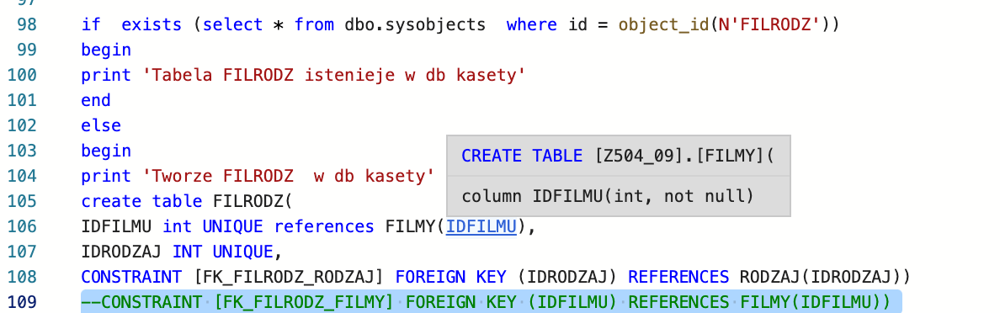 97
98 if  exists (select * from dbo.sysobjects  where id = object_id(N'FILRODZ'))
99 begin
100 print 'Tabela FILRODZ istenieje w db kasety'
101 end
102 else
103 begin
CREATE TABLE [Z504_09].[FILMY](
104 print 'Tworze FILRODZ  w db kasety'
column IDFILMU(int, not null)
105 create table FILRODZ(
106 IDFILMU int UNIQUE references FILMY(IDFILMU),
107 IDRODZAJ INT UNIQUE,
108 CONSTRAINT [FK_FILRODZ_RODZAJ] FOREIGN KEY (IDRODZAJ) REFERENCES RODZAJ(IDRODZAJ))
109 --CONSTRAINT [FK_FILRODZ_FILMY] FOREIGN KEY (IDFILMU) REFERENCES FILMY(IDFILMU))